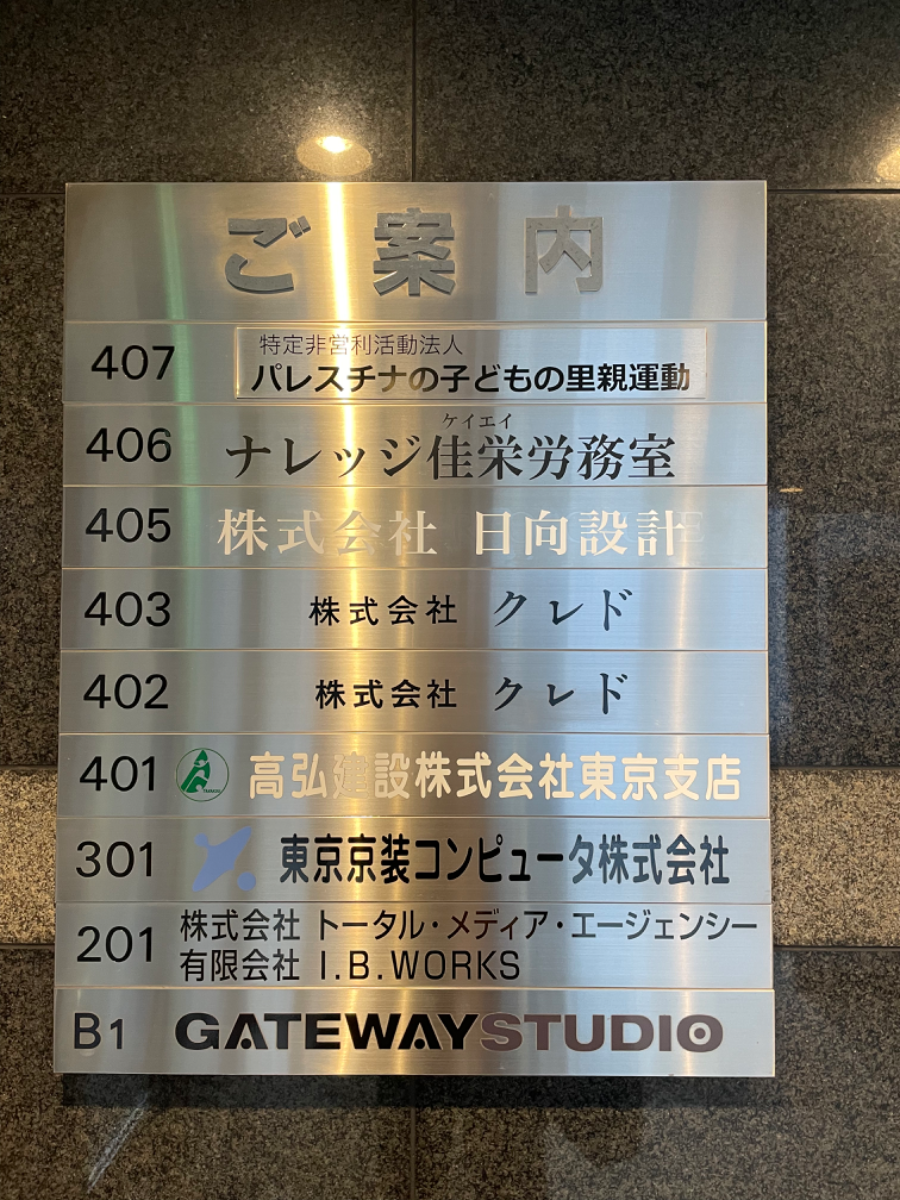 ご案内
407
特定非営利活動法人
パレスチナの子どもの里親運動
406
ケイエイ
ナレッジ佳栄労務室
405 株式会社 日向設計
403 株式会社 クレド
402 株式会社 クレド
401 高弘建設株式会社東京支店
301 東京京装コンピュータ株式会社
201
株式会社 トータル・メディア・エージェンシー
有限会社 I.B.WORKS
B1 GATEWAYSTUDIO